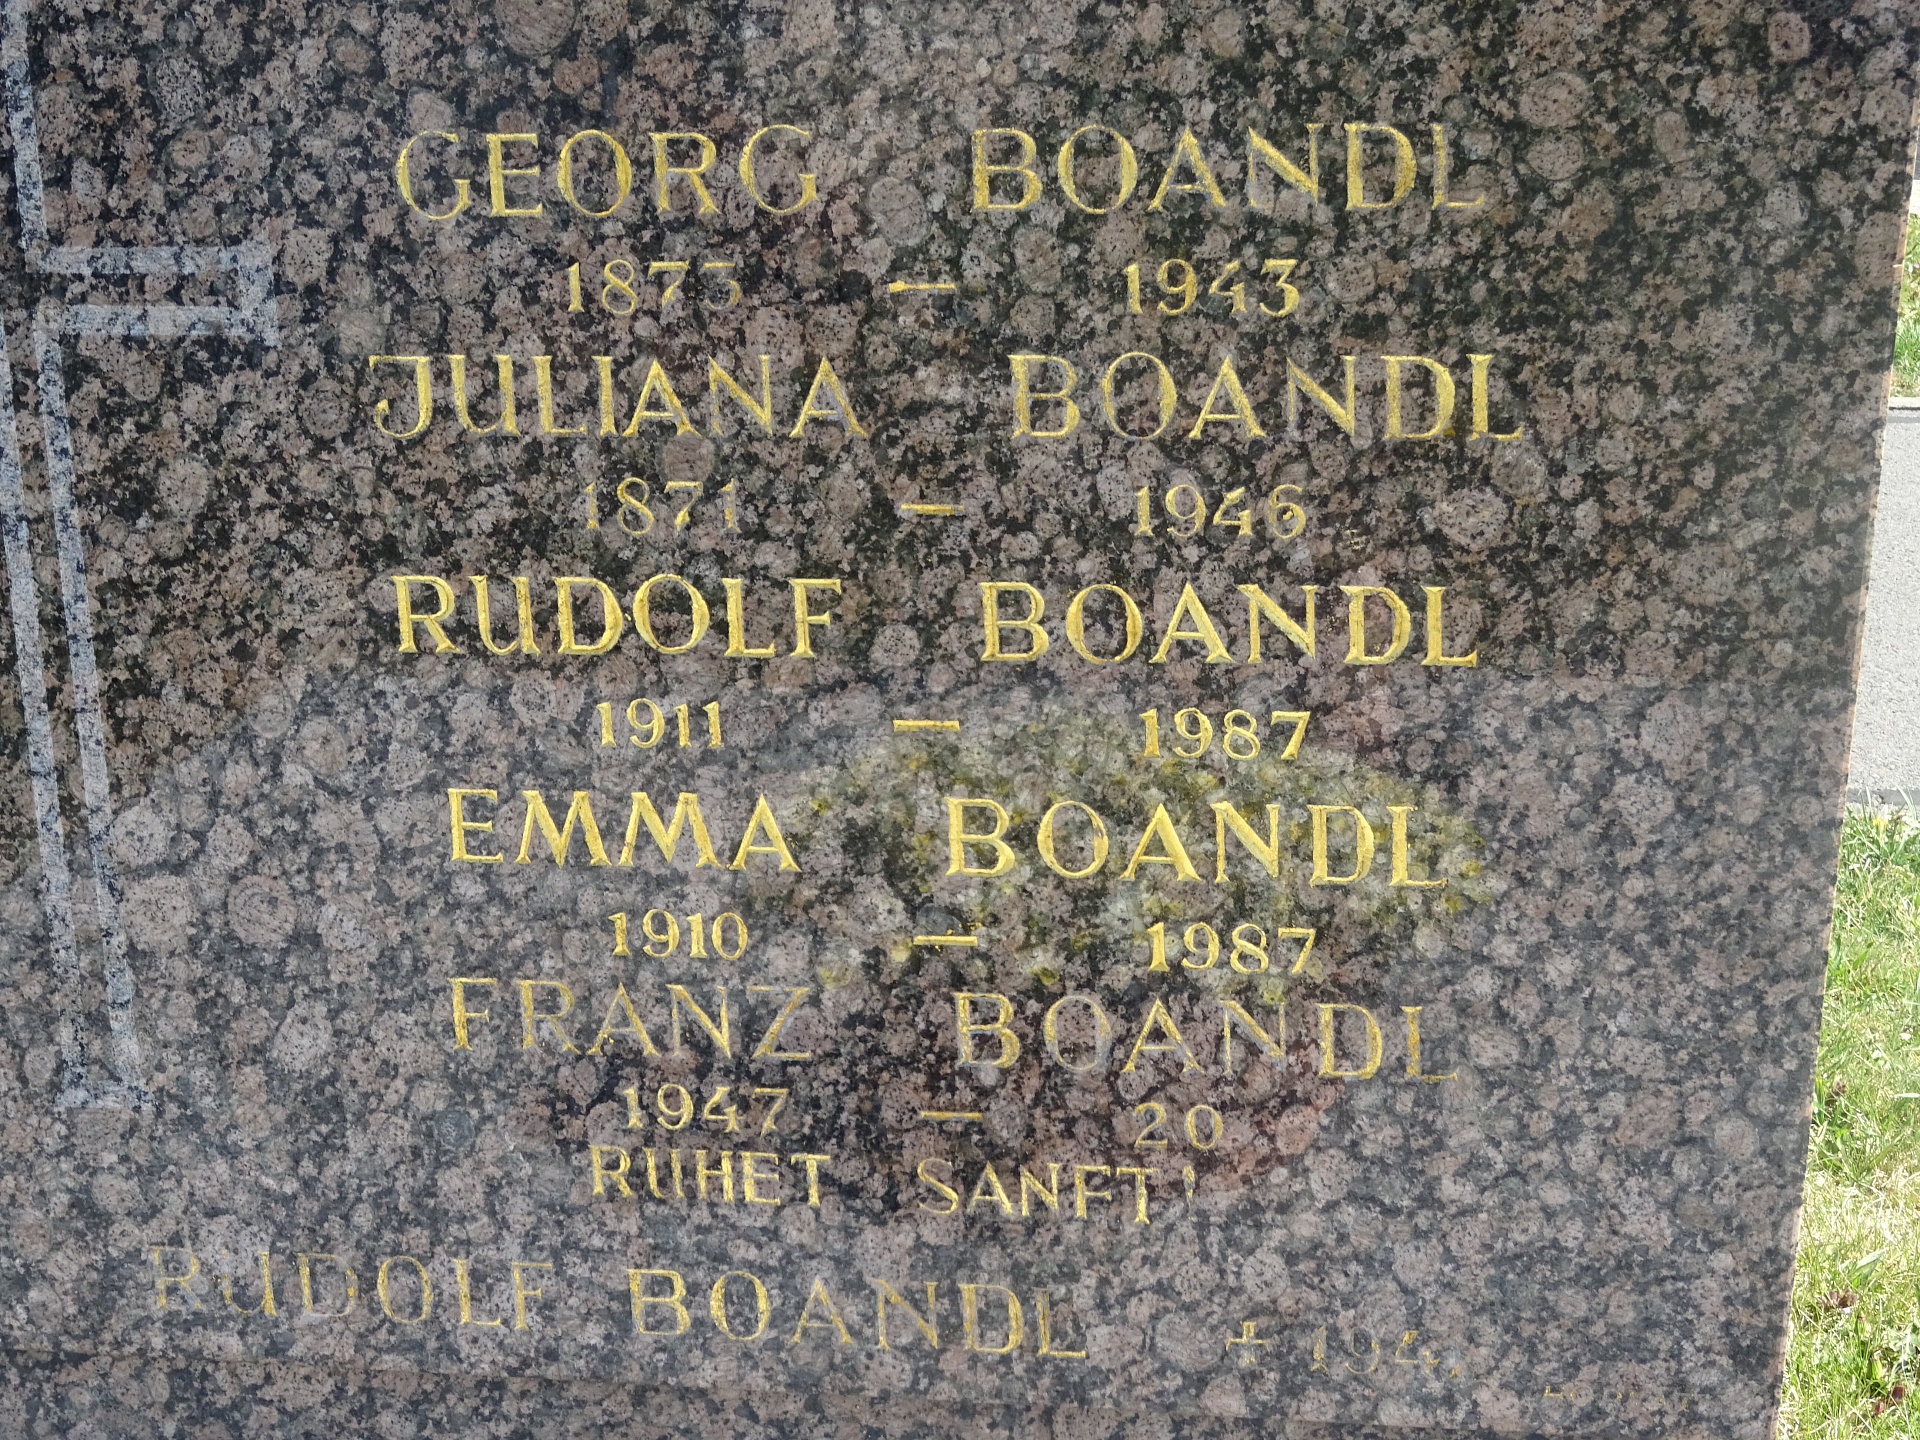 GEORG BOANDL
1875 — 1943
JULIANA BOANDL
1871 — 1946
RUDOLF BOANDL
1911 — 1987
EMMA BOANDL
1910 — 1987
FRANZ BOANDL
1947 — 20
RUHET SANFT!
RUDOLF BOANDL +